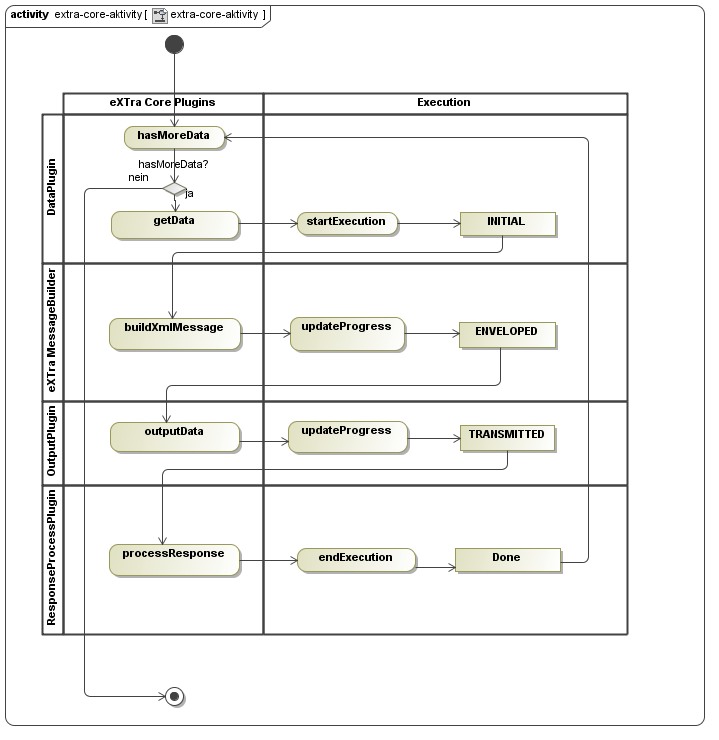 activity extra-core-aktivity [ extra-core-aktivity ]
eXTra Core Plugins
Execution
DataPlugin
hasMoreData
hasMoreData?
nein
ja
getData
startExecution
INITIAL
eXTra MessageBuilder
buildXmlMessage
updateProgress
ENVELOPED
OutputPlugin
outputData
updateProgress
TRANSMITTED
ResponseProcessPlugin
processResponse
endExecution
Done